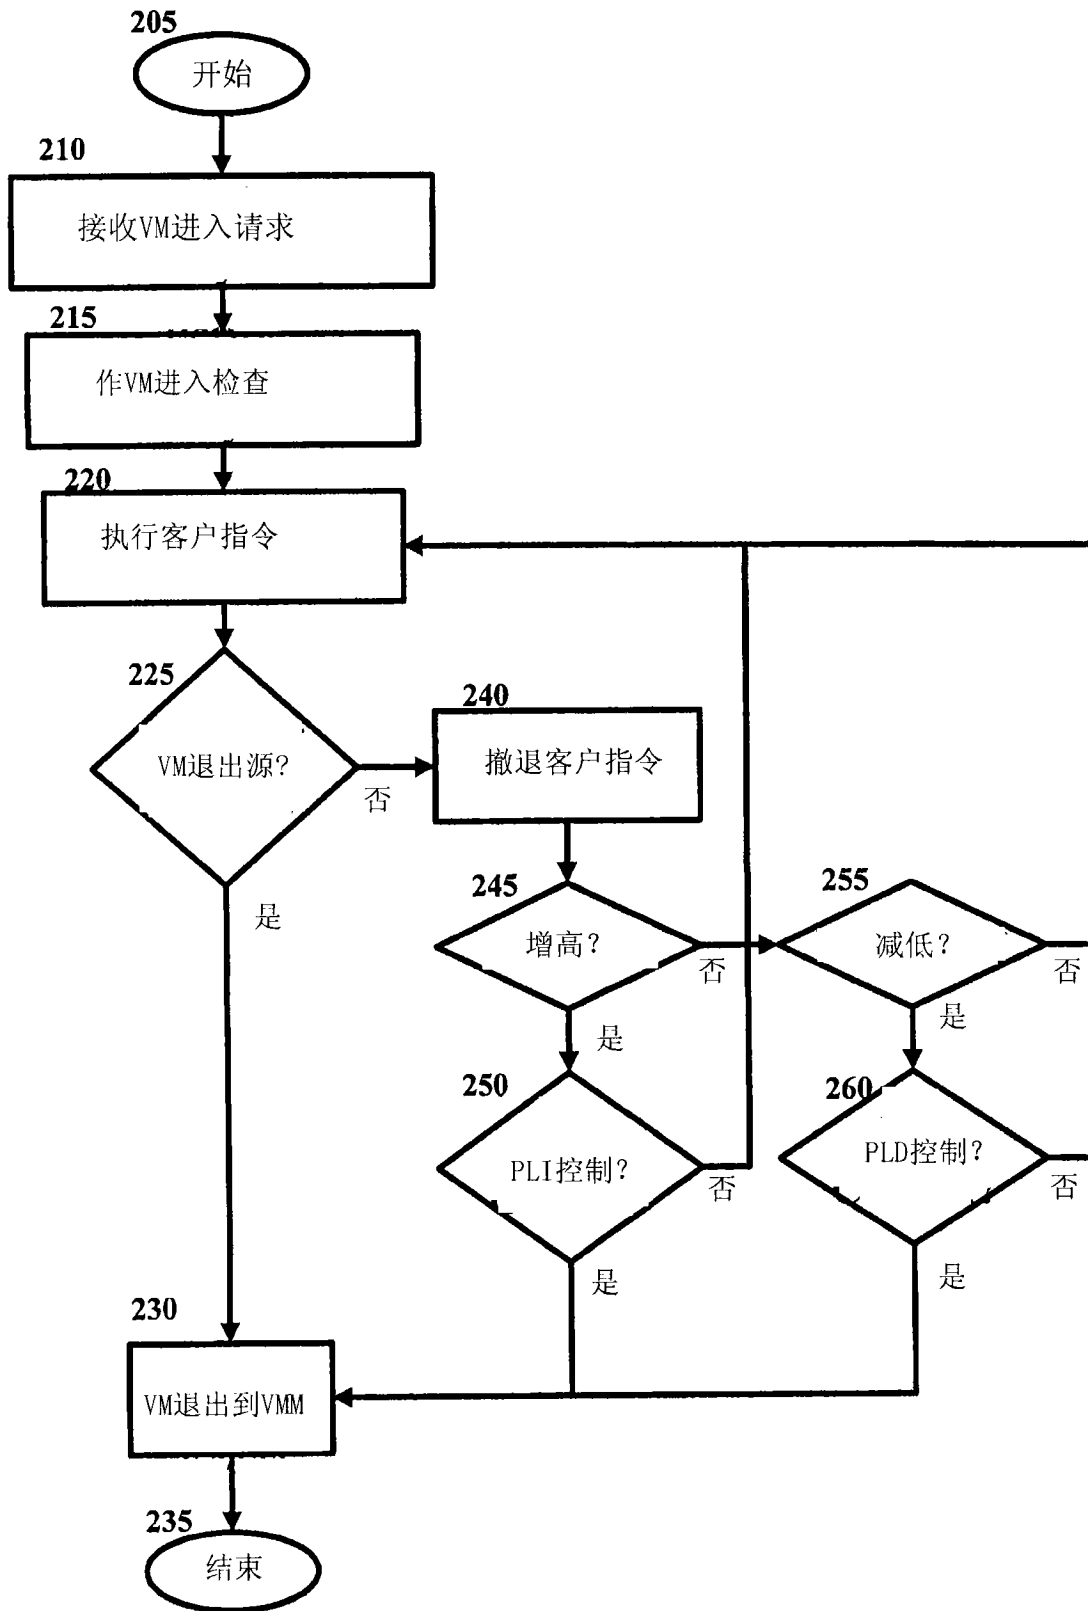 205
开始
210
接收VM进入请求
215
作VM进入检查
220
执行客户指令
225
VM退出源?
否
是
240
撤退客户指令
245
增高?
否
是
255
减低?
否
是
250
PLI控制?
否
是
260
PLD控制?
否
是
230
VM退出到VMM
235
结束